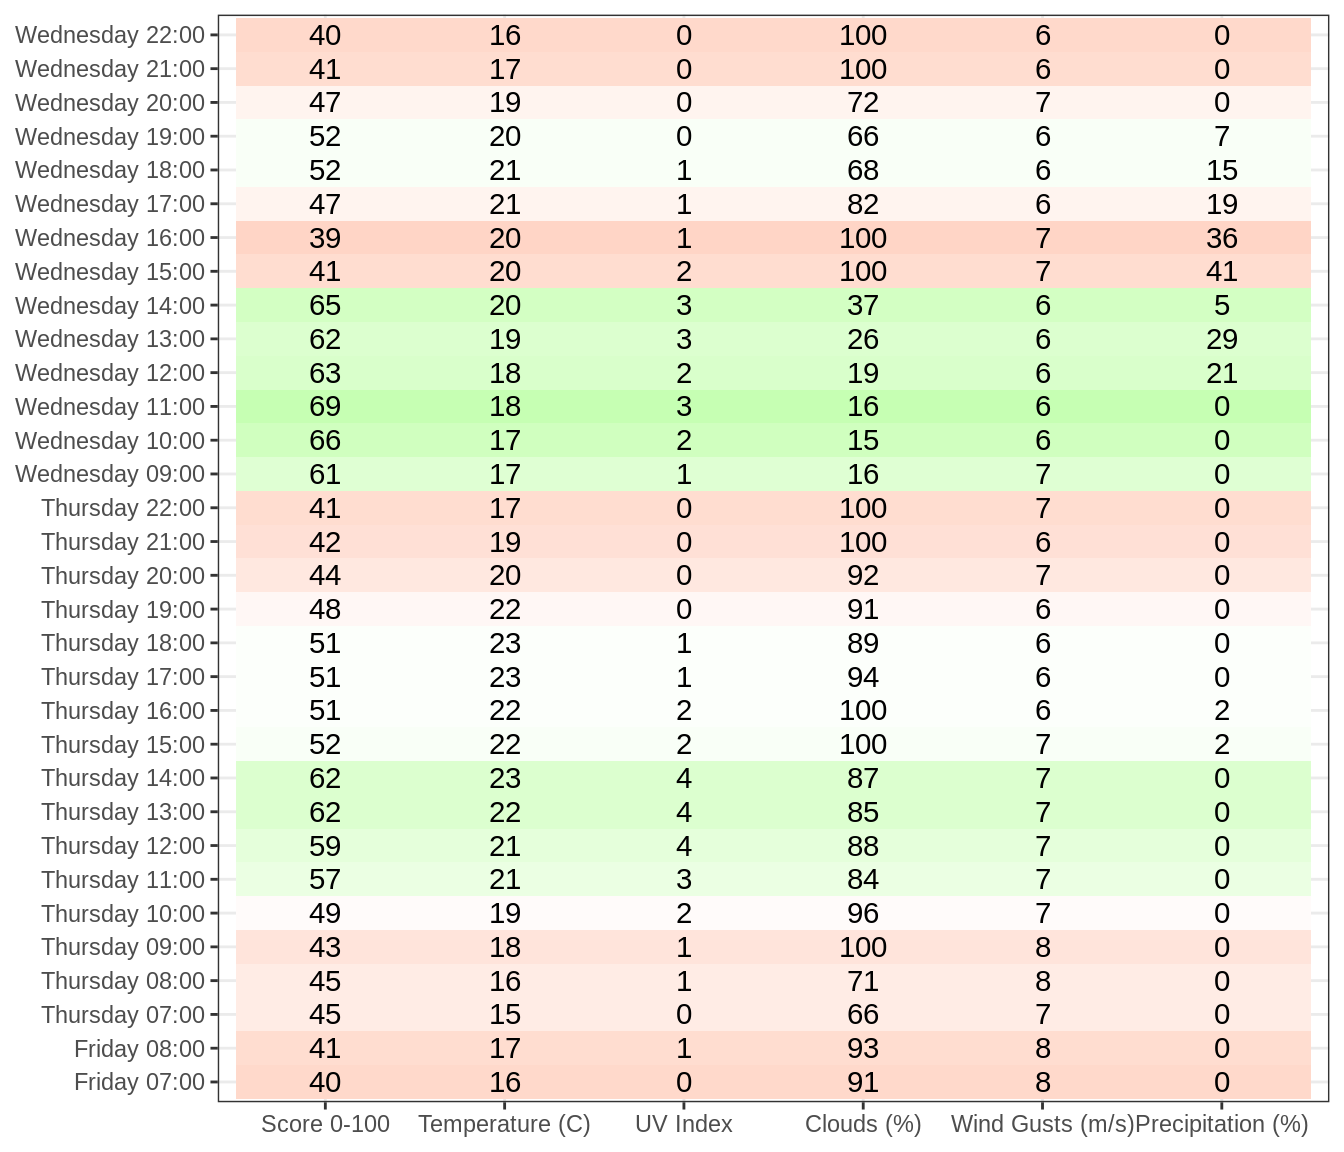 Wednesday 22:00 40 16 0 100 6 0
Wednesday 21:00 41 17 0 100 6 0
Wednesday 20:00 47 19 0 72 7 0
Wednesday 19:00 52 20 0 66 6 7
Wednesday 18:00 52 21 1 68 6 15
Wednesday 17:00 47 21 1 82 6 19
Wednesday 16:00 39 20 1 100 7 36
Wednesday 15:00 41 20 2 100 7 41
Wednesday 14:00 65 20 3 37 6 5
Wednesday 13:00 62 19 3 26 6 29
Wednesday 12:00 63 18 2 19 6 21
Wednesday 11:00 69 18 3 16 6 0
Wednesday 10:00 66 17 2 15 6 0
Wednesday 09:00 61 17 1 16 7 0
Thursday 22:00 41 17 0 100 7 0
Thursday 21:00 42 19 0 100 6 0
Thursday 20:00 44 20 0 92 7 0
Thursday 19:00 48 22 0 91 6 0
Thursday 18:00 51 23 1 89 6 0
Thursday 17:00 51 23 1 94 6 0
Thursday 16:00 51 22 2 100 6 2
Thursday 15:00 52 22 2 100 7 2
Thursday 14:00 62 23 4 87 7 0
Thursday 13:00 62 22 4 85 7 0
Thursday 12:00 59 21 4 88 7 0
Thursday 11:00 57 21 3 84 7 0
Thursday 10:00 49 19 2 96 7 0
Thursday 09:00 43 18 1 100 8 0
Thursday 08:00 45 16 1 71 8 0
Thursday 07:00 45 15 0 66 7 0
Friday 08:00 41 17 1 93 8 0
Friday 07:00 40 16 0 91 8 0
Score 0-100 Temperature (C) UV Index Clouds (%) Wind Gusts (m/s) Precipitation (%)